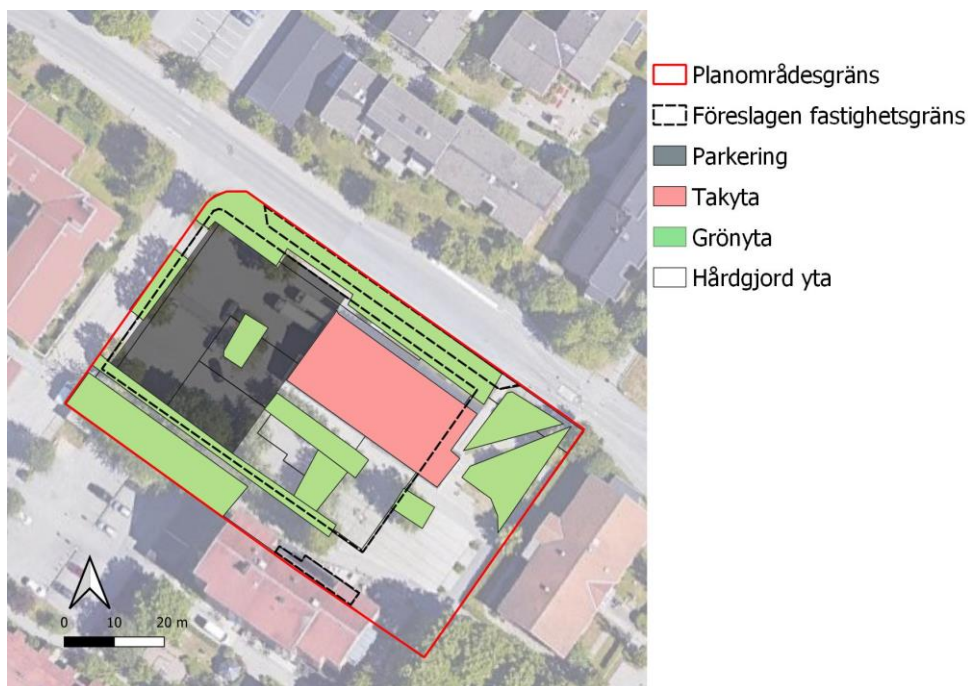 Planområdesgräns
Föreslagen fastighetsgräns
Parkering
Takyta
Grönyta
Hårdgjord yta
0 10 20 m